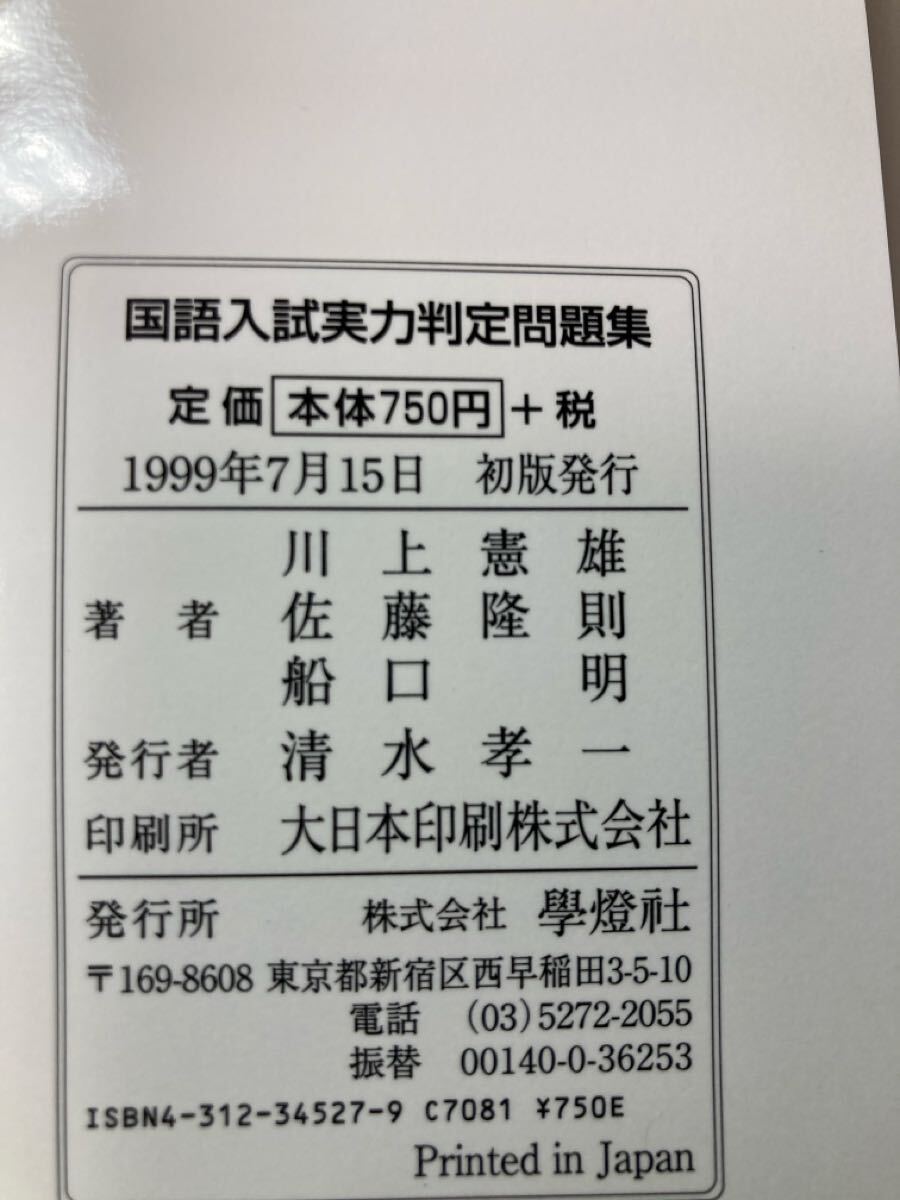 国語入試実力判定問題集
定価 本体750円 + 税
1999年7月15日 初版発行
川上憲雄
著者 佐藤隆則
船口明
発行者 清水孝一
印刷所 大日本印刷株式会社
発行所 株式会社 學燈社
〒169-8608 東京都新宿区西早稲田3-5-10
電話 (03)5272-2055
振替 00140-0-36253
ISBN4-312-34527-9 C7081 ¥750E
Printed in Japan